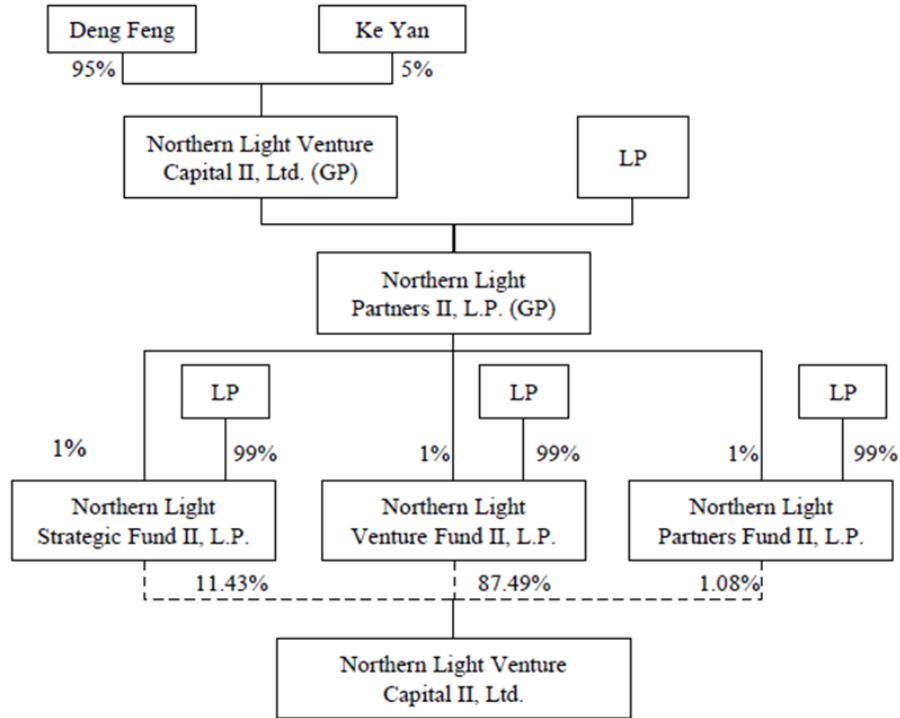 Deng Feng
Ke Yan
95%
5%
Northern Light Venture
Capital II, Ltd. (GP)
LP
Northern Light
Partners II, L.P. (GP)
LP
LP
LP
1%
99%
1%
99%
1%
99%
Northern Light
Strategic Fund II, L.P.
Northern Light
Venture Fund II, L.P.
Northern Light
Partners Fund II, L.P.
11.43%
87.49%
1.08%
Northern Light Venture
Capital II, Ltd.